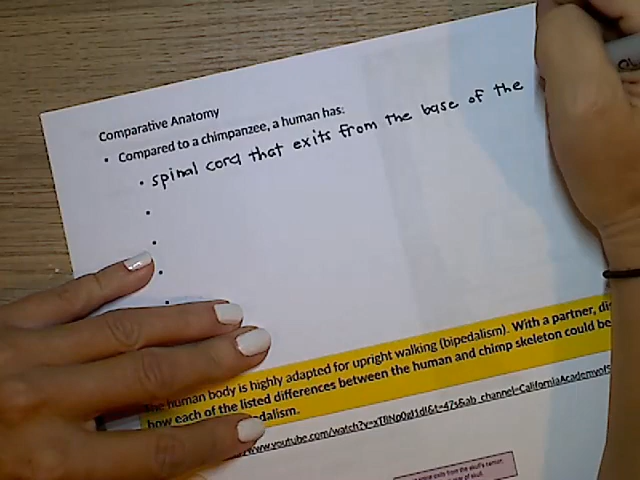 Comparative Anatomy
• Compared to a chimpanzee, a human has:
• spinal cord that exits from the base of the
•
•
•
•
The human body is highly adapted for upright walking (bipedalism). With a partner, dis
how each of the listed differences between the human and chimp skeleton could be
dalism.